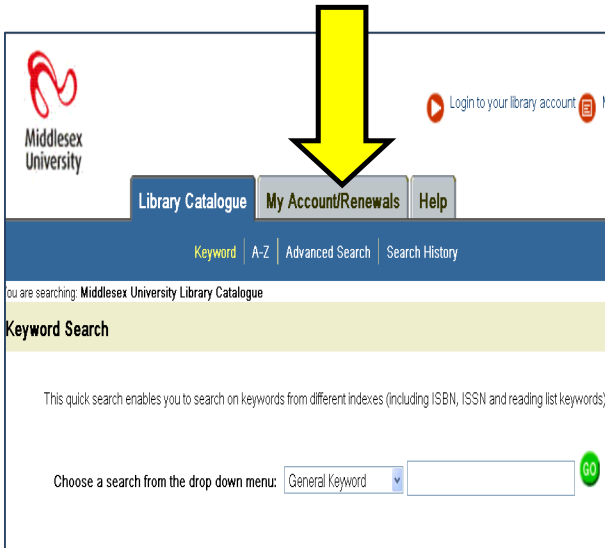 Middlesex
University
Login to your library account
Library Catalogue My Account/Renewals Help
Keyword A-Z Advanced Search Search History
ou are searching: Middlesex University Library Catalogue
Keyword Search
This quick search enables you to search on keywords from different indexes (including ISBN, ISSN and reading list keywords)
Choose a search from the drop down menu: General Keyword GO